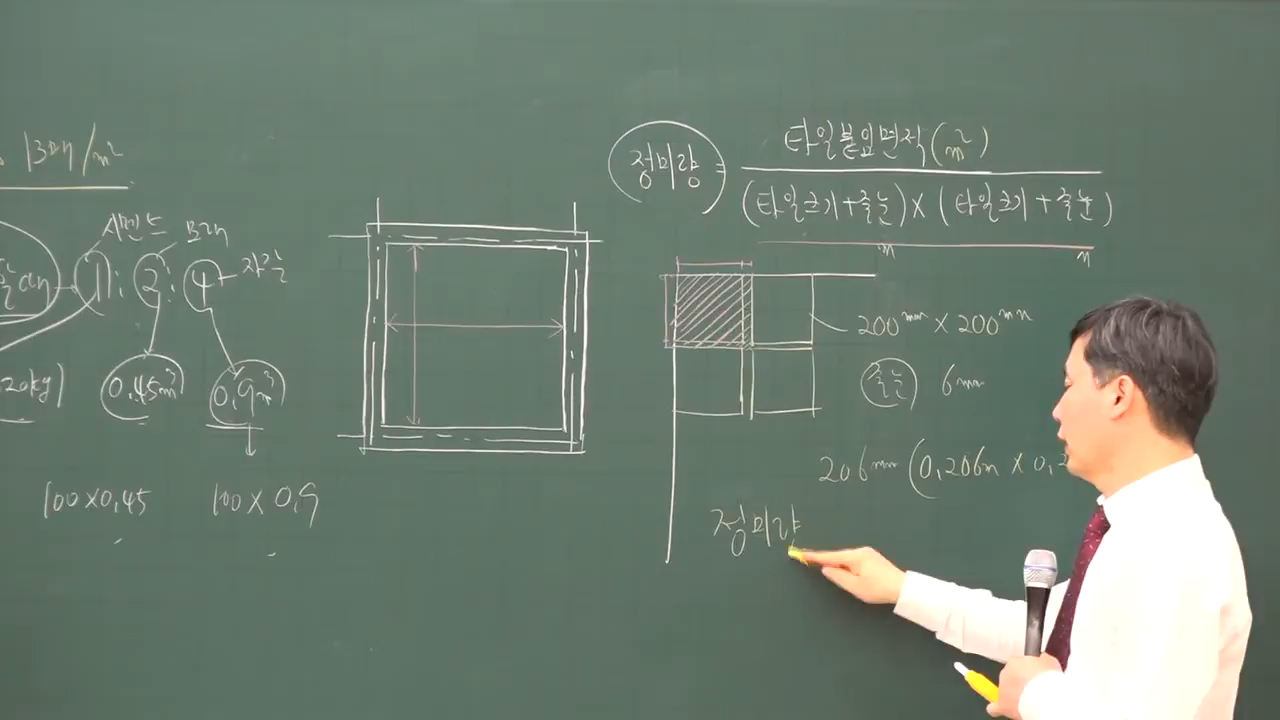 13매/m²
시멘트 모래
1 : 2 : 4 자갈
20kg)
0.45m³ 0.9m³
100×0.45 100×0.9
정미량 = 타일붙임면적(m²)
(타일크기+줄눈)×(타일크기+줄눈)
m m
200mm×200mm
줄눈 6mm
206mm (0.206m×0.2
정미량